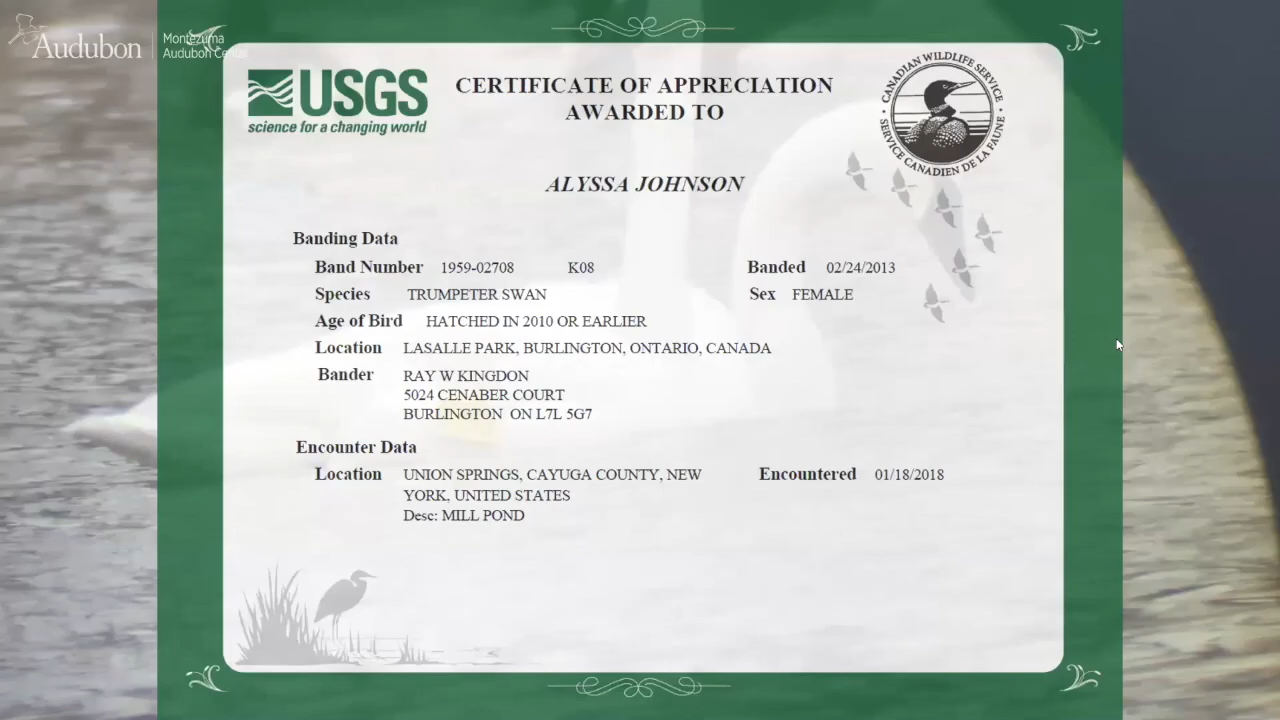 Audubon
Montezuma
Audubon Center
USGS
science for a changing world
CERTIFICATE OF APPRECIATION
AWARDED TO
CANADIAN WILDLIFE SERVICE
SERVICE CANADIEN DE LA FAUNE
ALYSSA JOHNSON
Banding Data
Band Number 1959-02708 K08 Banded 02/24/2013
Species TRUMPETER SWAN Sex FEMALE
Age of Bird HATCHED IN 2010 OR EARLIER
Location LASALLE PARK, BURLINGTON, ONTARIO, CANADA
Bander RAY W KINGDON
5024 CENABER COURT
BURLINGTON ON L7L 5G7
Encounter Data
Location UNION SPRINGS, CAYUGA COUNTY, NEW Encountered 01/18/2018
YORK, UNITED STATES
Desc: MILL POND